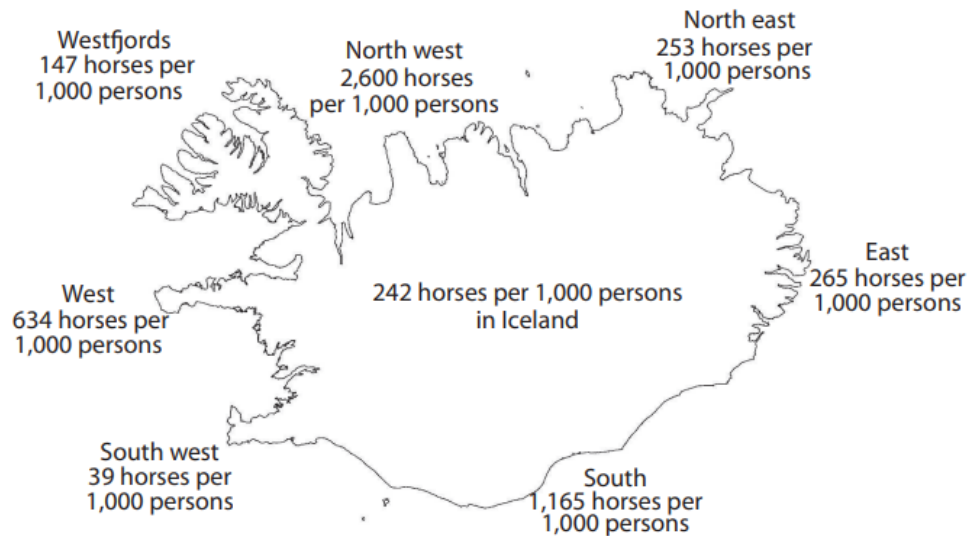 Westfjords
147 horses per
1,000 persons
North west
2,600 horses
per 1,000 persons
North east
253 horses per
1,000 persons
West
634 horses per
1,000 persons
242 horses per 1,000 persons
in Iceland
East
265 horses per
1,000 persons
South west
39 horses per
1,000 persons
South
1,165 horses per
1,000 persons